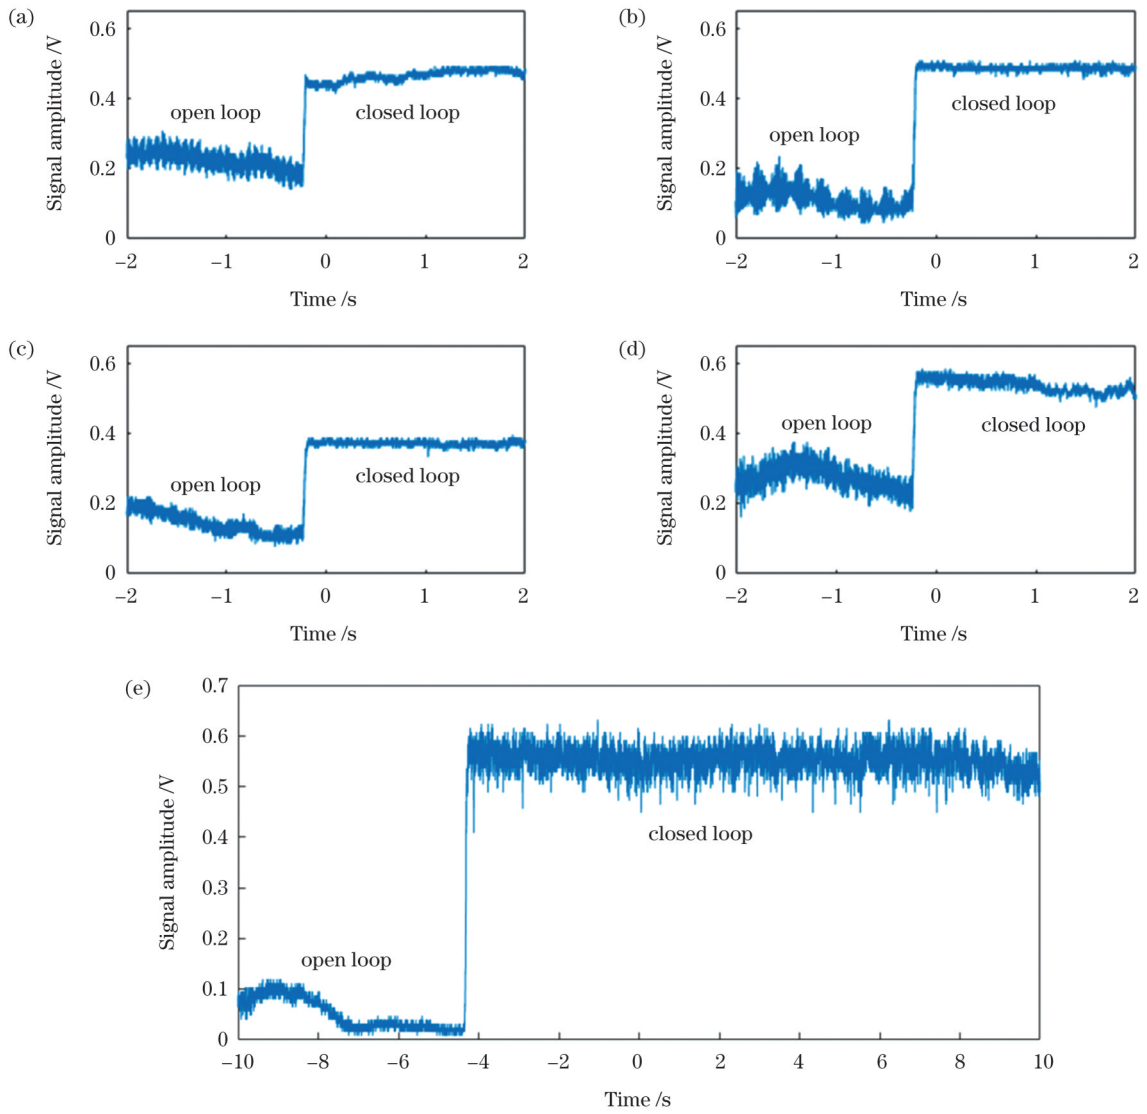 (a)
0.6
0.4
0.2
0
Signal amplitude /V
open loop
closed loop
−2 −1 0 1 2
Time /s
(b)
0.6
0.4
0.2
0
Signal amplitude /V
open loop
closed loop
−2 −1 0 1 2
Time /s
(c)
0.6
0.4
0.2
0
Signal amplitude /V
open loop
closed loop
−2 −1 0 1 2
Time /s
(d)
0.6
0.4
0.2
0
Signal amplitude /V
open loop
closed loop
−2 −1 0 1 2
Time /s
(e)
0.7
0.6
0.5
0.4
0.3
0.2
0.1
0
Signal amplitude /V
closed loop
open loop
−10 −8 −6 −4 −2 0 2 4 6 8 10
Time /s